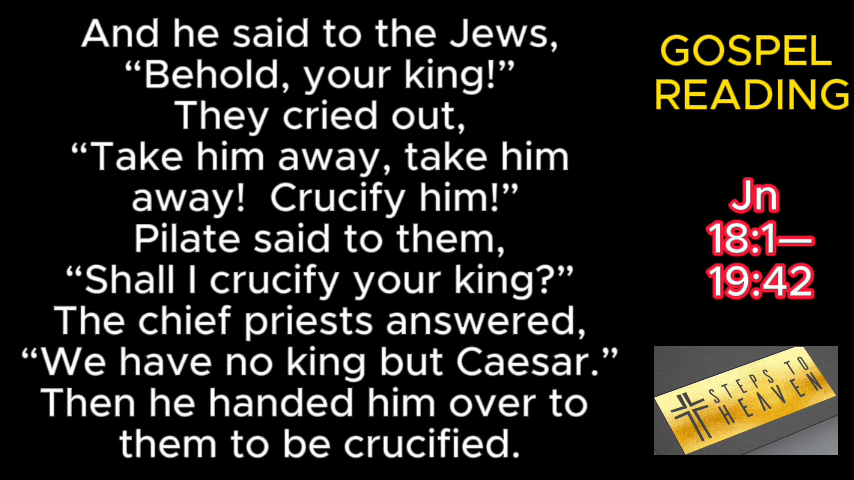 And he said to the Jews,
“Behold, your king!”
They cried out,
“Take him away, take him
away!  Crucify him!”
Pilate said to them,
“Shall I crucify your king?”
The chief priests answered,
“We have no king but Caesar.”
Then he handed him over to
them to be crucified.
GOSPEL
READING
Jn
18:1—
19:42
STEPS TO
HEAVEN